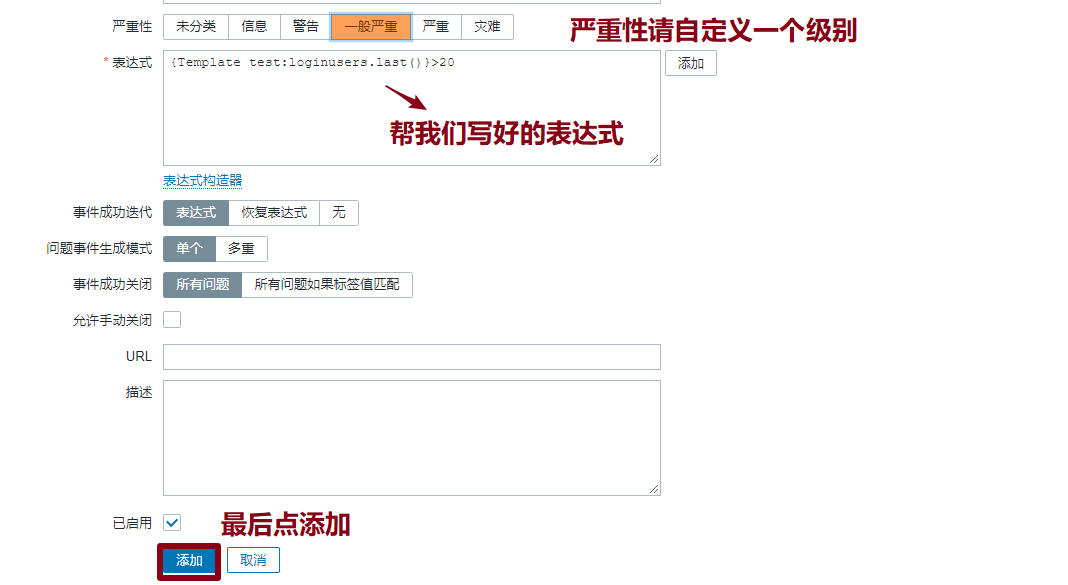 严重性 未分类 信息 警告 一般严重 严重 灾难 严重性请自定义一个级别
* 表达式 {Template test:loginusers.last()}>20 添加
帮我们写好的表达式
表达式构造器
事件成功迭代 表达式 恢复表达式 无
问题事件生成模式 单个 多重
事件成功关闭 所有问题 所有问题如果标签值匹配
允许手动关闭
URL
描述
已启用 最后点添加
添加 取消